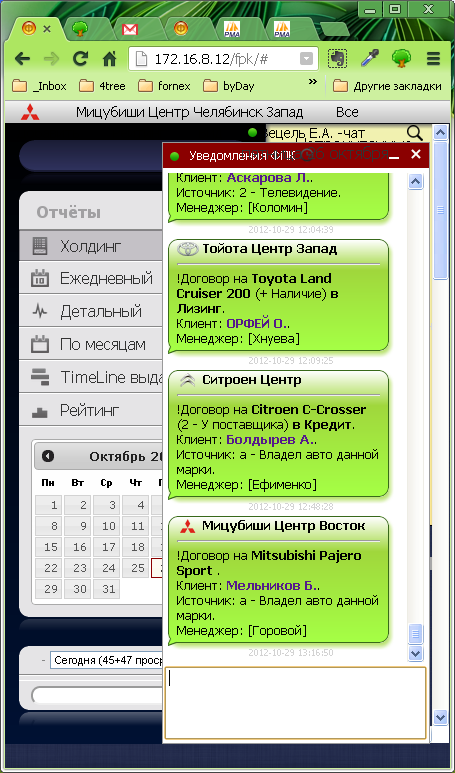 172.16.8.12/fpk/#
_Inbox
4tree
fornex
byDay
»
Другие закладки
Мицубиши Центр Челябинск Запад
Все
Вецель Е.А. -чат
Уведомления ФПК
Отчёты
Холдинг
Ежедневный
Детальный
По месяцам
TimeLine выда
Рейтинг
Октябрь 20
Пн Вт Ср Чт
1 2 3 4
8 9 10 11
15 16 17 18
22 23 24 25
29 30 31
- Сегодня (45+47 проср
Клиент: Аскарова Л..
Источник: 2 - Телевидение.
Менеджер: [Коломин]
2012-10-29 12:04:39
Тойота Центр Запад
!Договор на Toyota Land
Cruiser 200 (+ Наличие) в
Лизинг.
Клиент: ОРФЕЙ О..
Менеджер: [Хнуева]
2012-10-29 12:09:25
Ситроен Центр
!Договор на Citroen C-Crosser
(2 - У поставщика) в Кредит.
Клиент: Болдырев А..
Источник: а - Владел авто данной
марки.
Менеджер: [Ефименко]
2012-10-29 12:48:28
Мицубиши Центр Восток
!Договор на Mitsubishi Pajero
Sport .
Клиент: Мельников Б..
Источник: а - Владел авто данной
марки.
Менеджер: [Горовой]
2012-10-29 13:16:50